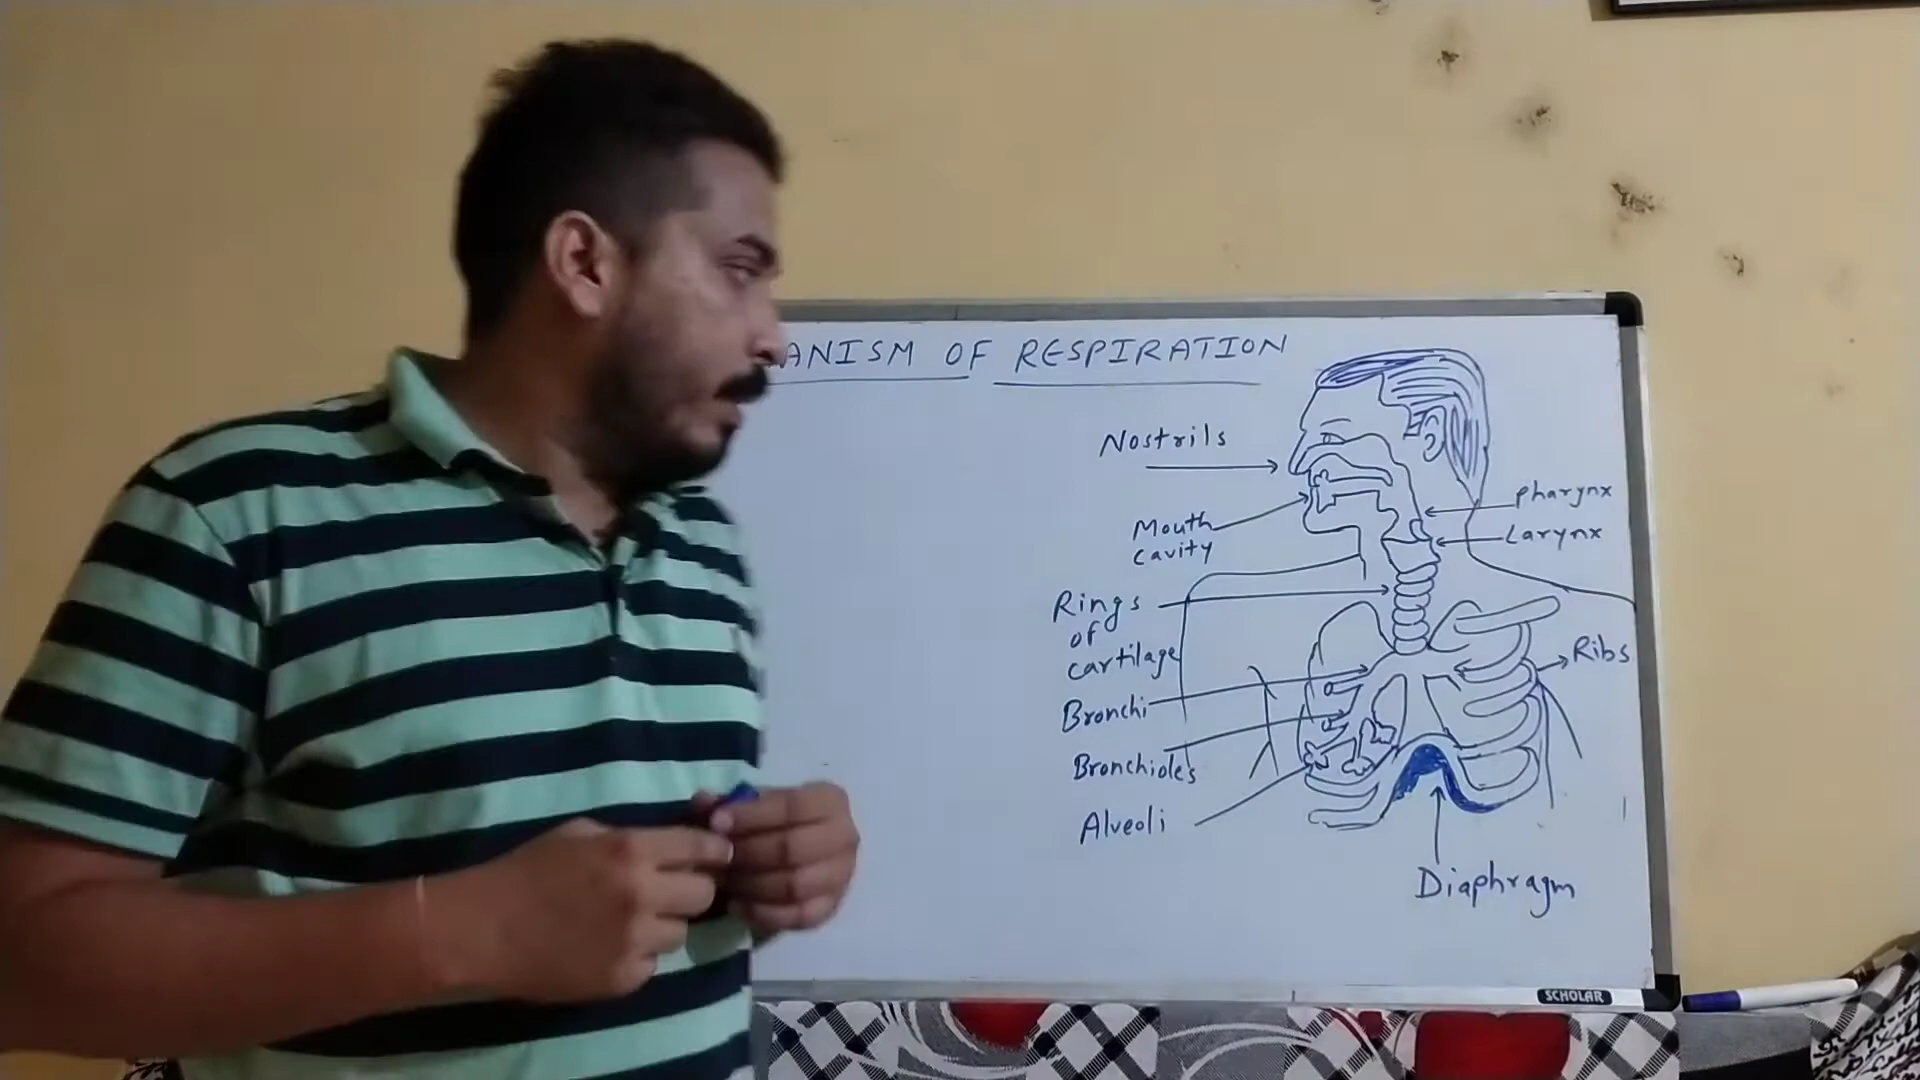 ANISM OF RESPIRATION
Nostrils
pharynx
Larynx
Mouth
cavity
Rings
of
cartilage
Ribs
Bronchi
Bronchioles
Alveoli
Diaphragm
SCHOLAR